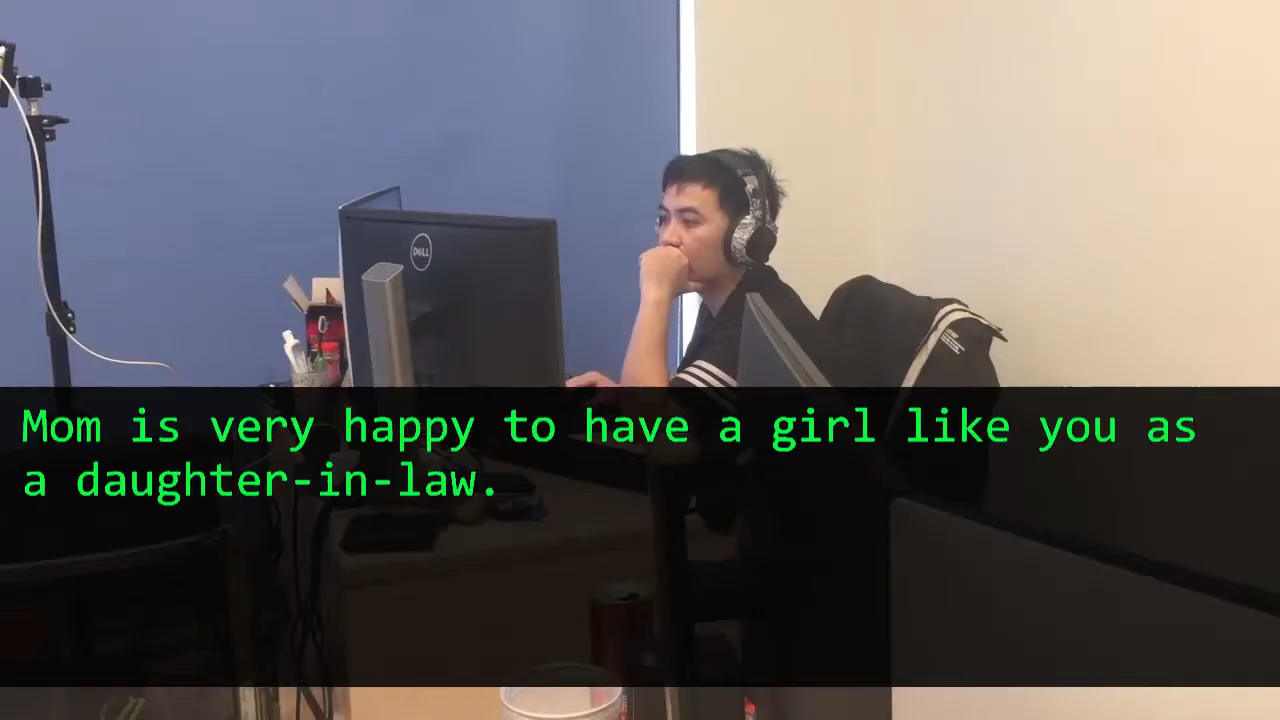 DELL
Mom is very happy to have a girl like you as
a daughter-in-law.